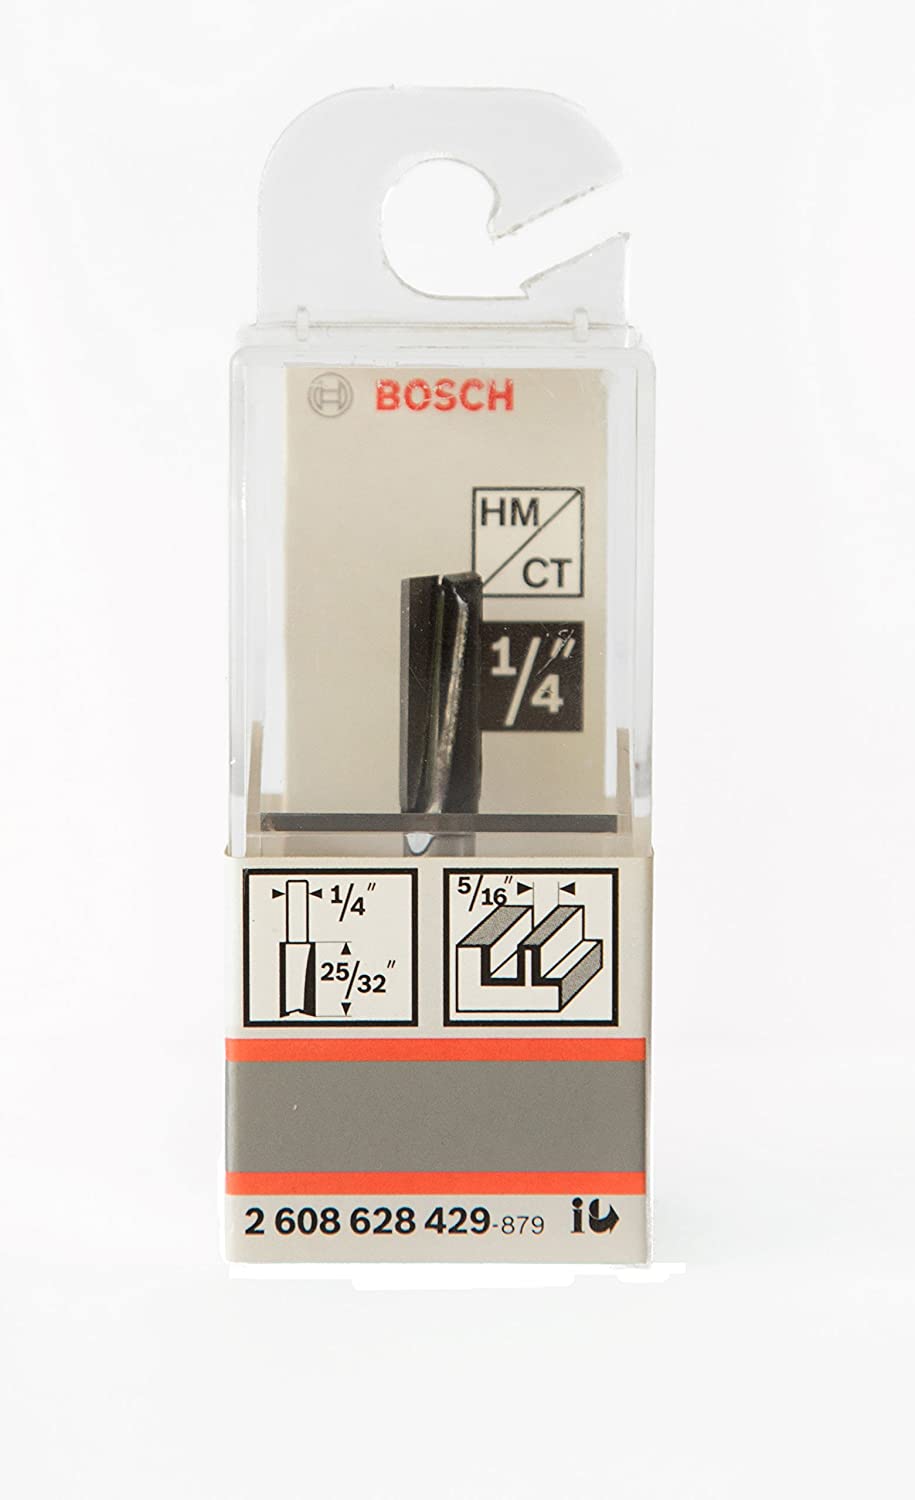 BOSCH
HM/CT
1/4"
1/4"
25/32"
5/16"
2 608 628 429-879